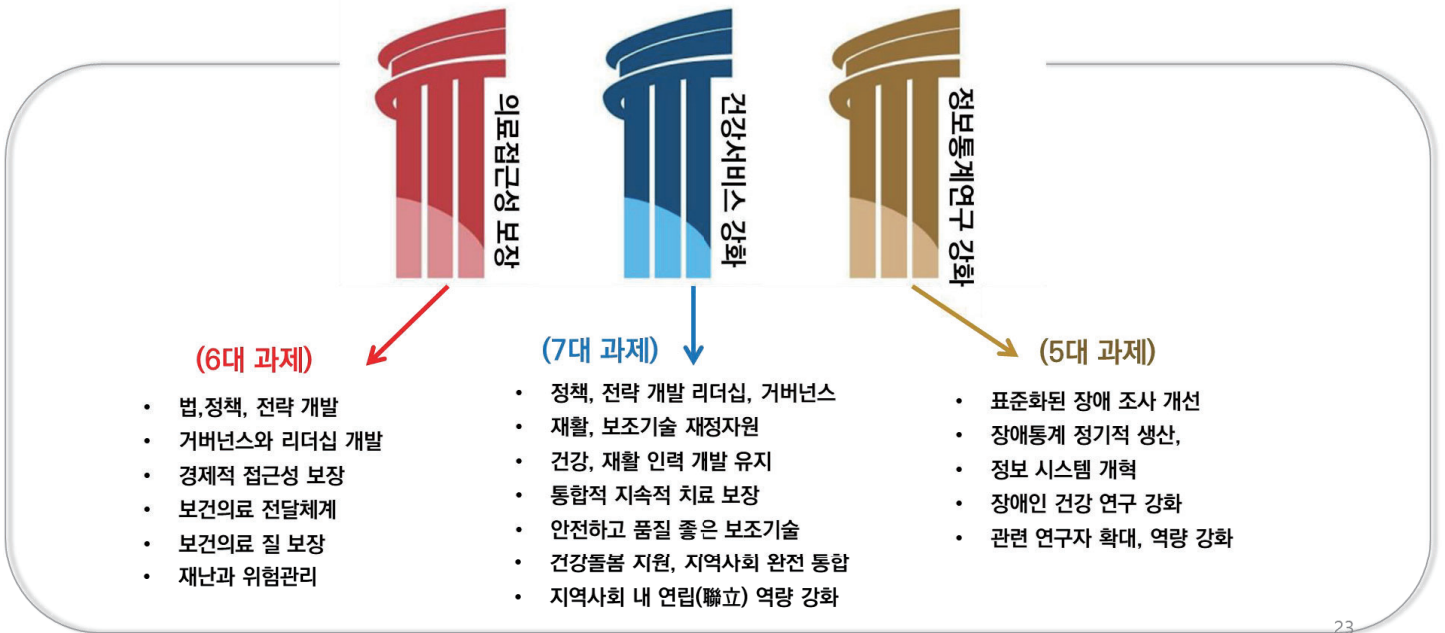 의료접근성 보장
건강서비스 강화
정보통계연구 강화
(6대 과제)
• 법,정책, 전략 개발
• 거버넌스와 리더십 개발
• 경제적 접근성 보장
• 보건의료 전달체계
• 보건의료 질 보장
• 재난과 위험관리
(7대 과제)
• 정책, 전략 개발 리더십, 거버넌스
• 재활, 보조기술 재정자원
• 건강, 재활 인력 개발 유지
• 통합적 지속적 치료 보장
• 안전하고 품질 좋은 보조기술
• 건강돌봄 지원, 지역사회 완전 통합
• 지역사회 내 연립(聯立) 역량 강화
(5대 과제)
• 표준화된 장애 조사 개선
• 장애통계 정기적 생산,
• 정보 시스템 개혁
• 장애인 건강 연구 강화
• 관련 연구자 확대, 역량 강화
23